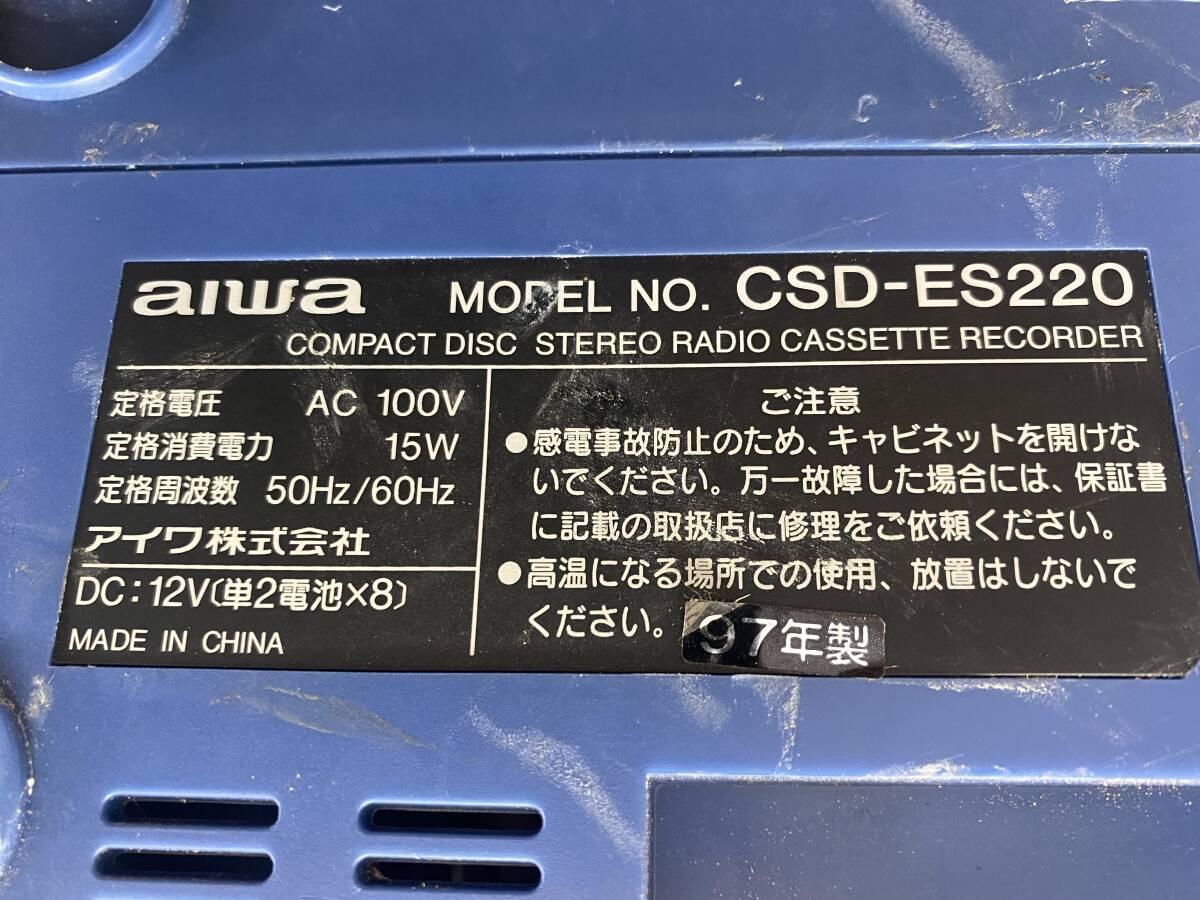 aiwa MODEL NO. CSD-ES220
COMPACT DISC STEREO RADIO CASSETTE RECORDER
定格電圧 AC 100V
定格消費電力 15W
定格周波数 50Hz/60Hz
アイワ株式会社
DC:12V(単2電池×8)
MADE IN CHINA
ご注意
●感電事故防止のため、キャビネットを開けな
いでください。万一故障した場合には、保証書
に記載の取扱店に修理をご依頼ください。
●高温になる場所での使用、放置はしないで
ください。
97年製